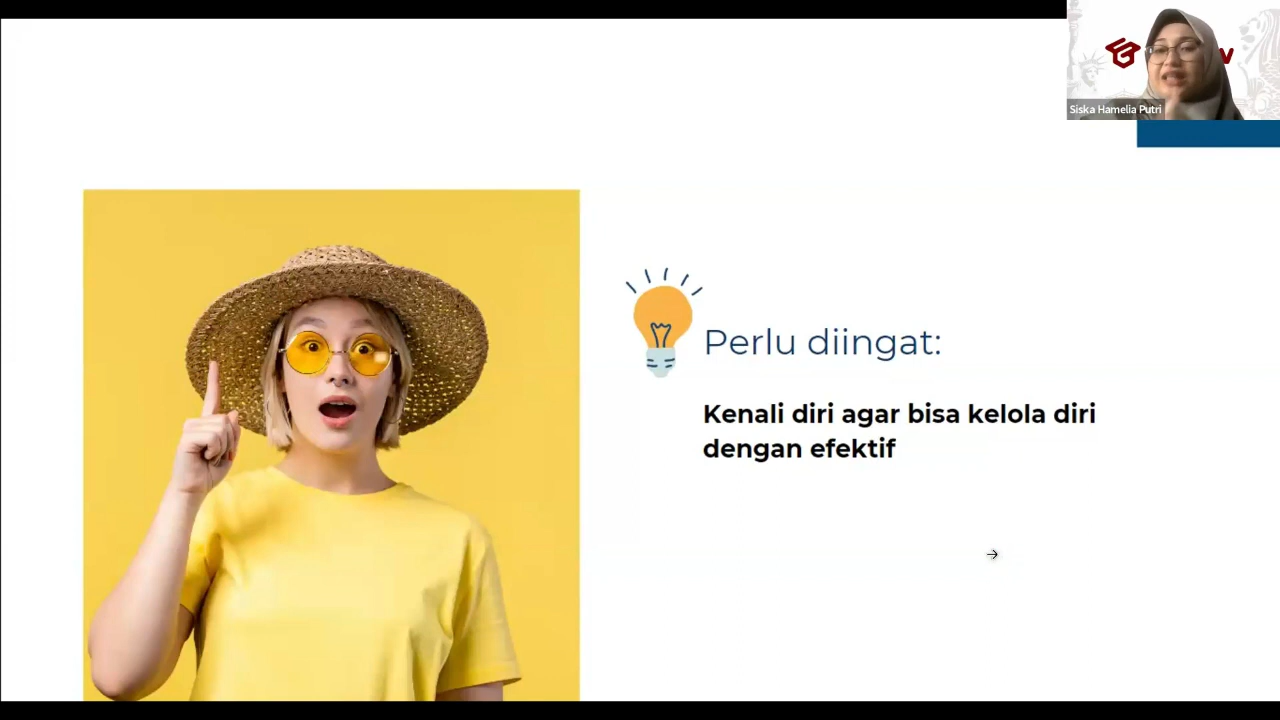 Siska Hamelia Putri
Perlu diingat:
Kenali diri agar bisa kelola diri
dengan efektif